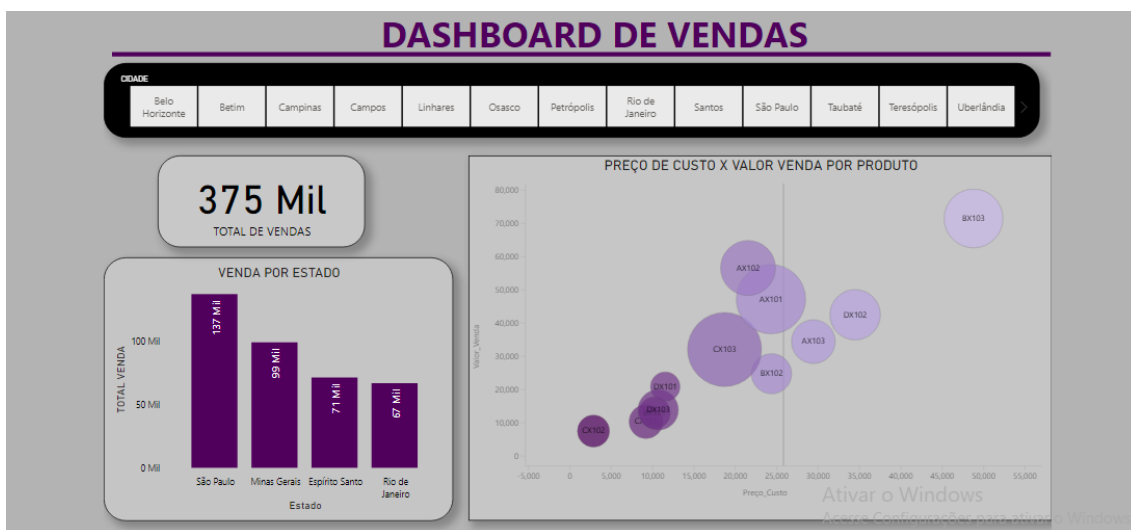 DASHBOARD DE VENDAS
CIDADE
Belo
Horizonte
Betim
Campinas
Campos
Linhares
Osasco
Petrópolis
Rio de
Janeiro
Santos
São Paulo
Taubaté
Teresópolis
Uberlândia
375 Mil
TOTAL DE VENDAS
VENDA POR ESTADO
TOTAL VENDA
100 Mil
50 Mil
0 Mil
137 Mil
99 Mil
71 Mil
67 Mil
São Paulo
Minas Gerais
Espírito Santo
Rio de
Janeiro
Estado
PREÇO DE CUSTO X VALOR VENDA POR PRODUTO
Valor_Venda
80,000
70,000
60,000
50,000
40,000
30,000
20,000
10,000
0
BX103
AX102
AX101
DX102
AX103
CX103
BX102
DX101
DX103
CX102
-5,000
0
5,000
10,000
15,000
20,000
25,000
30,000
35,000
40,000
45,000
50,000
55,000
Preço_Custo
Ativar o Windows
Acesse Configurações para ativar o Windows